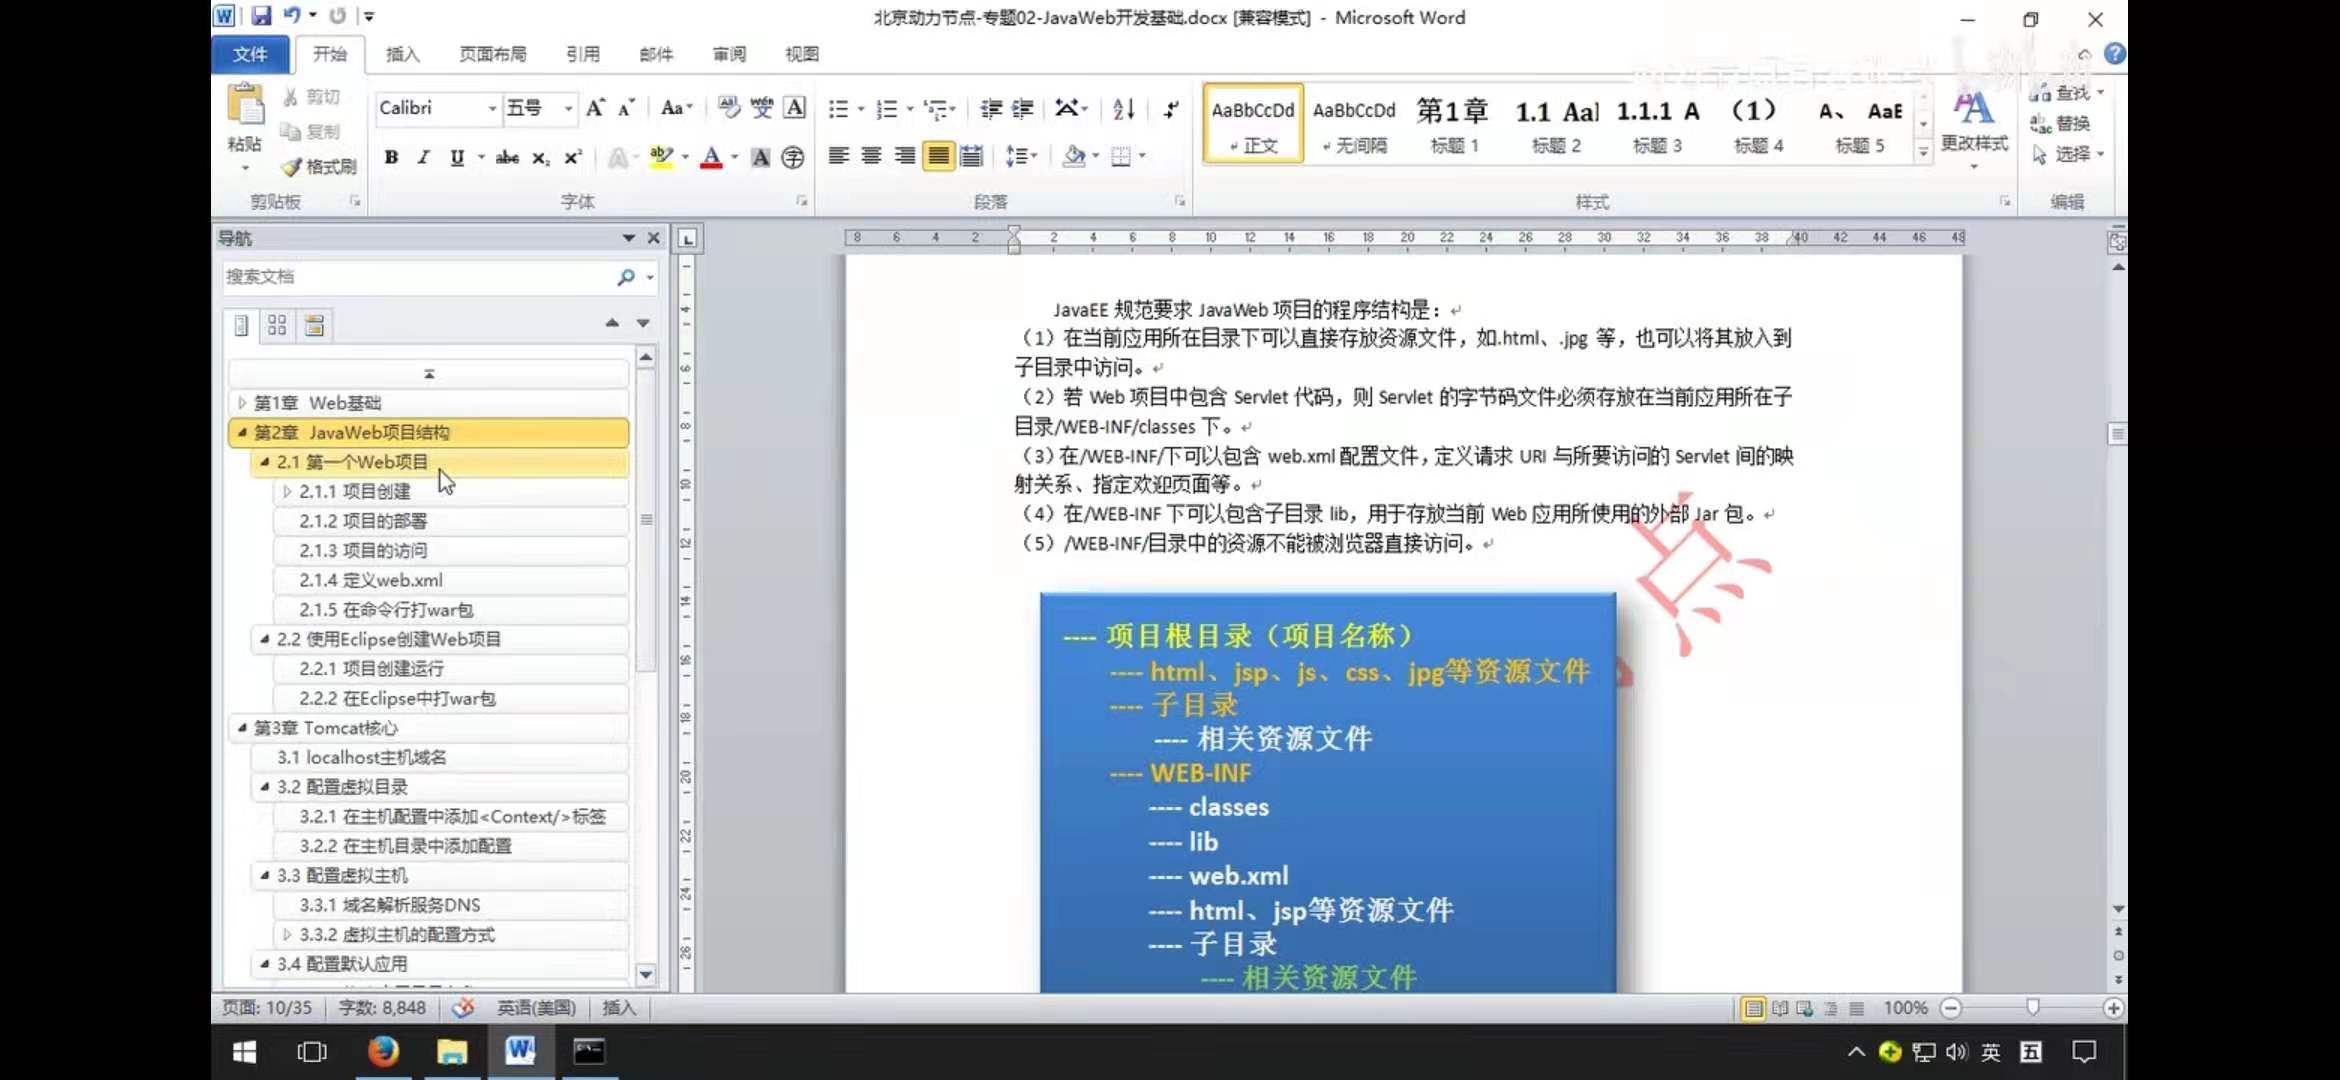 北京动力节点-专题02-JavaWeb开发基础.docx [兼容模式] - Microsoft Word
文件 开始 插入 页面布局 引用 邮件 审阅 视图
粘贴 剪切 复制 格式刷
Calibri 五号
AaBbCcDd AaBbCcDd 第1章 1.1 Aal 1.1.1 A （1） A、 AaB
正文 无间隔 标题 1 标题 2 标题 3 标题 4 标题 5
更改样式
查找
替换
选择
剪贴板 字体 段落 样式 编辑
导航
搜索文档
第1章 Web基础
第2章 JavaWeb项目结构
2.1 第一个Web项目
2.1.1 项目创建
2.1.2 项目的部署
2.1.3 项目的访问
2.1.4 定义web.xml
2.1.5 在命令行打war包
2.2 使用Eclipse创建Web项目
2.2.1 项目创建运行
2.2.2 在Eclipse中打war包
第3章 Tomcat核心
3.1 localhost主机域名
3.2 配置虚拟目录
3.2.1 在主机配置中添加<Context/>标签
3.2.2 在主机目录中添加配置
3.3 配置虚拟主机
3.3.1 域名解析服务DNS
3.3.2 虚拟主机的配置方式
3.4 配置默认应用
8 6 4 2 2 4 6 8 10 12 14 16 18 20 22 24 26 28 30 32 34 36 38 40 42 44 46 48
JavaEE 规范要求 JavaWeb 项目的程序结构是：
（1）在当前应用所在目录下可以直接存放资源文件，如.html、.jpg 等，也可以将其放入到
子目录中访问。
（2）若 Web 项目中包含 Servlet 代码，则 Servlet 的字节码文件必须存放在当前应用所在子
目录/WEB-INF/classes 下。
（3）在/WEB-INF/下可以包含 web.xml 配置文件，定义请求 URI 与所要访问的 Servlet 间的映
射关系、指定欢迎页面等。
（4）在/WEB-INF 下可以包含子目录 lib，用于存放当前 Web 应用所使用的外部 Jar 包。
（5）/WEB-INF/目录中的资源不能被浏览器直接访问。
点
---- 项目根目录（项目名称）
---- html、jsp、js、css、jpg等资源文件
---- 子目录
---- 相关资源文件
---- WEB-INF
---- classes
---- lib
---- web.xml
---- html、jsp等资源文件
---- 子目录
---- 相关资源文件
页面: 10/35 字数: 8,848 英语(美国) 插入 100%
英 五